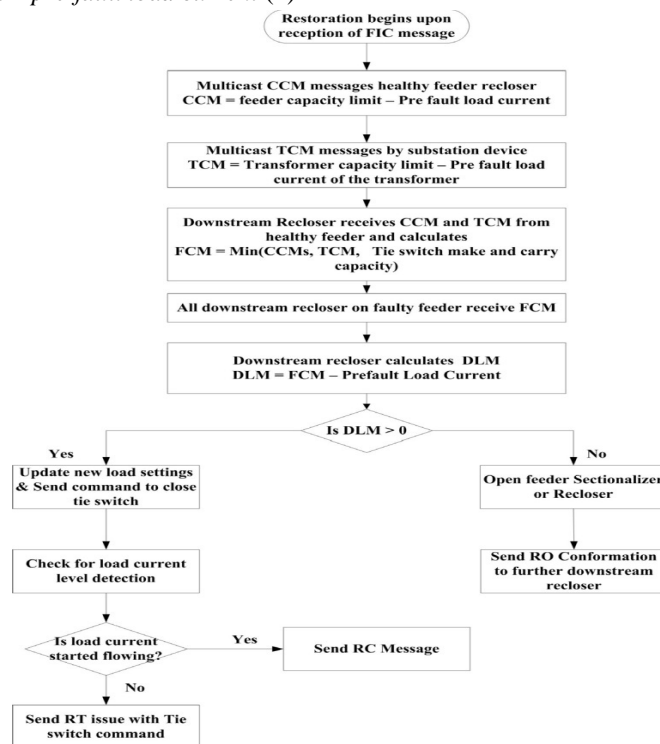 Restoration begins upon
reception of FIC message
Multicast CCM messages healthy feeder recloser
CCM = feeder capacity limit – Pre fault load current
Multicast TCM messages by substation device
TCM = Transformer capacity limit – Pre fault load
current of the transformer
Downstream Recloser receives CCM and TCM from
healthy feeder and calculates
FCM = Min(CCMs, TCM, Tie switch make and carry
capacity)
All downstream recloser on faulty feeder receive FCM
Downstream recloser calculates DLM
DLM = FCM – Prefault Load Current
Is DLM > 0
Yes
No
Update new load settings
& Send command to close
tie switch
Open feeder Sectionalizer
or Recloser
Check for load current
level detection
Send RO Conformation
to further downstream
recloser
Is load current
started flowing?
Yes
Send RC Message
No
Send RT issue with Tie
switch command